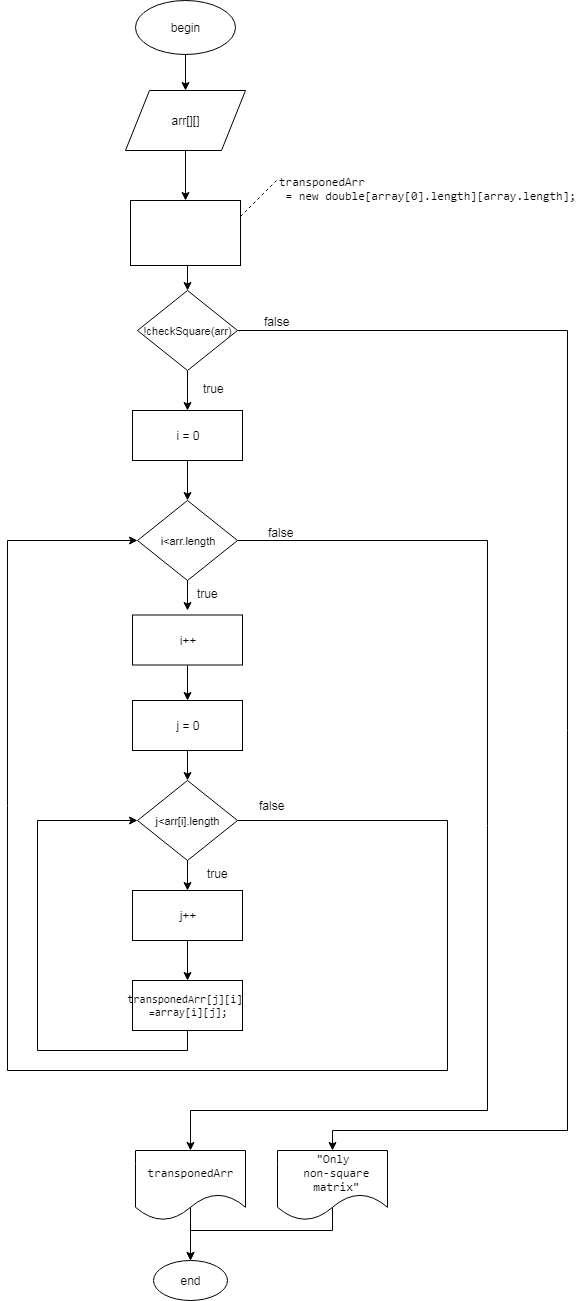 begin
arr[][]
transponedArr
= new double[array[0].length][array.length];
!checkSquare(arr)
false
true
i = 0
i<arr.length
false
true
i++
j = 0
j<arr[i].length
false
true
j++
transponedArr[j][i]
=array[i][j];
transponedArr
"Only
non-square
matrix"
end